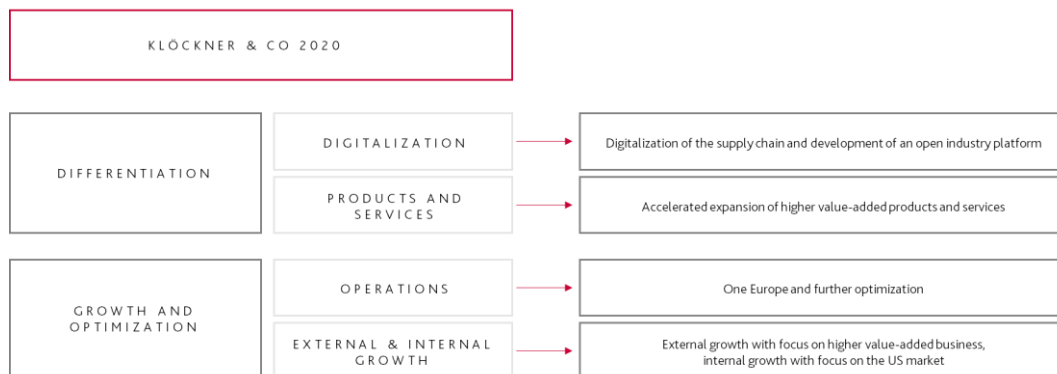 KLÖCKNER & CO 2020
DIFFERENTIATION
DIGITALIZATION
Digitalization of the supply chain and development of an open industry platform
PRODUCTS AND
SERVICES
Accelerated expansion of higher value-added products and services
GROWTH AND
OPTIMIZATION
OPERATIONS
One Europe and further optimization
EXTERNAL & INTERNAL
GROWTH
External growth with focus on higher value-added business,
internal growth with focus on the US market